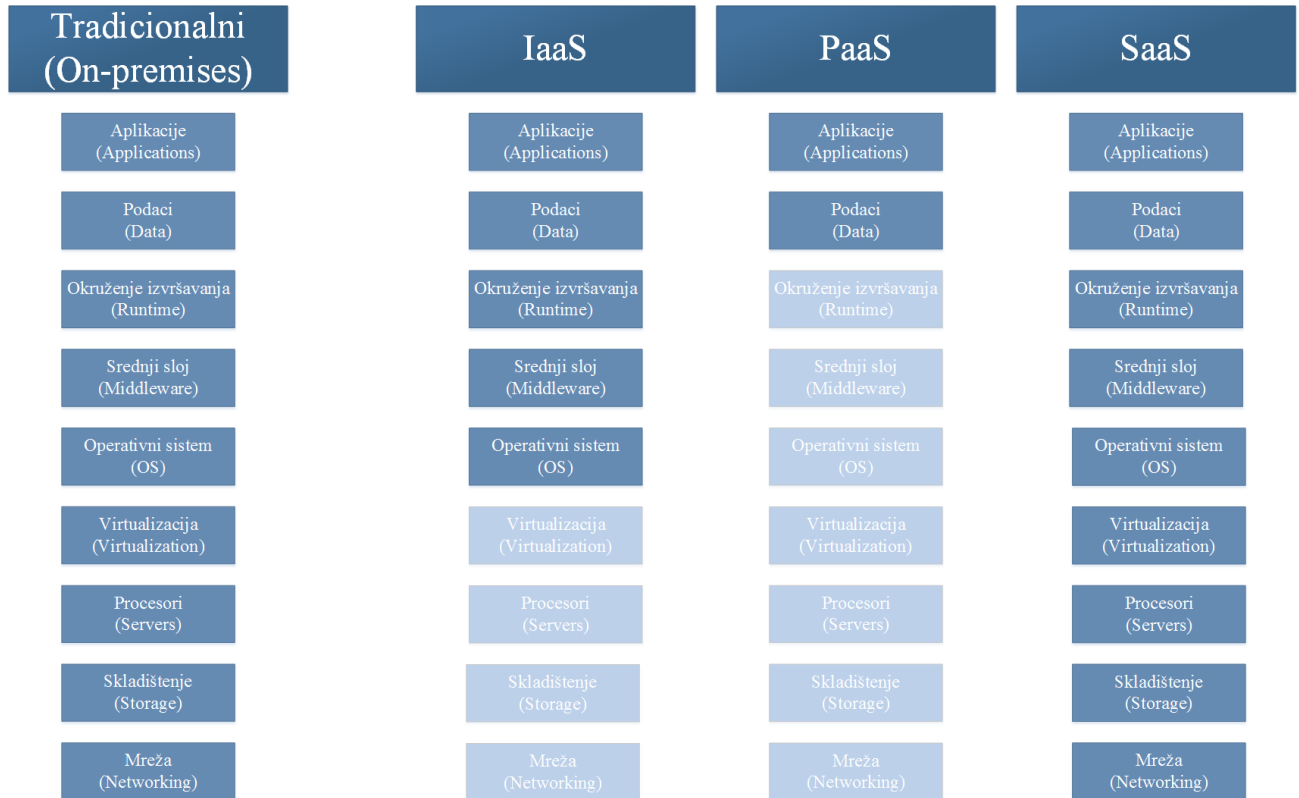 Tradicionalni
(On-premises)
Aplikacije
(Applications)
Podaci
(Data)
Okruženje izvršavanja
(Runtime)
Srednji sloj
(Middleware)
Operativni sistem
(OS)
Virtualizacija
(Virtualization)
Procesori
(Servers)
Skladištenje
(Storage)
Mreža
(Networking)
IaaS
Aplikacije
(Applications)
Podaci
(Data)
Okruženje izvršavanja
(Runtime)
Srednji sloj
(Middleware)
Operativni sistem
(OS)
Virtualizacija
(Virtualization)
Procesori
(Servers)
Skladištenje
(Storage)
Mreža
(Networking)
PaaS
Aplikacije
(Applications)
Podaci
(Data)
Okruženje izvršavanja
(Runtime)
Srednji sloj
(Middleware)
Operativni sistem
(OS)
Virtualizacija
(Virtualization)
Procesori
(Servers)
Skladištenje
(Storage)
Mreža
(Networking)
SaaS
Aplikacije
(Applications)
Podaci
(Data)
Okruženje izvršavanja
(Runtime)
Srednji sloj
(Middleware)
Operativni sistem
(OS)
Virtualizacija
(Virtualization)
Procesori
(Servers)
Skladištenje
(Storage)
Mreža
(Networking)